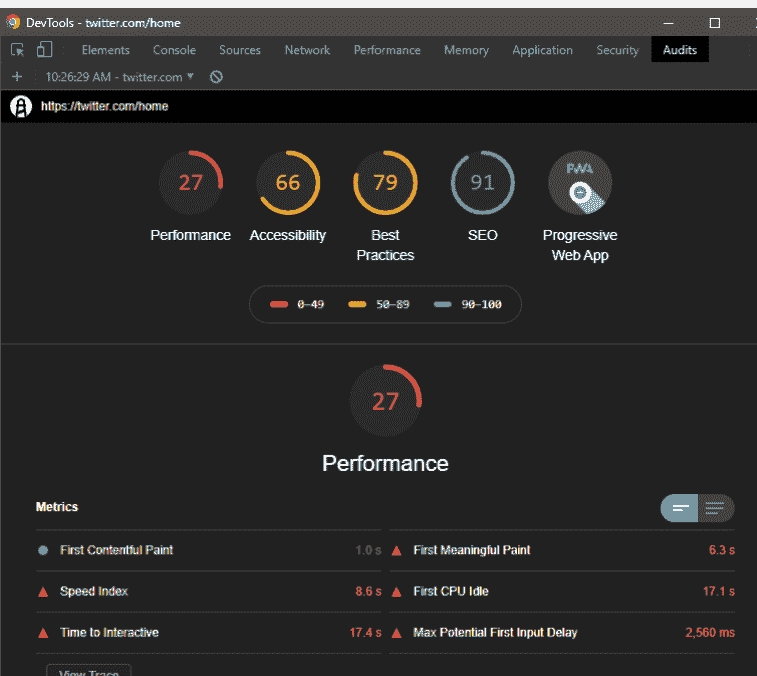 DevTools - twitter.com/home
Elements Console Sources Network Performance Memory Application Security Audits
10:26:29 AM - twitter.com
https://twitter.com/home
27 66 79 91 PWA
Performance Accessibility Best Practices SEO Progressive Web App
0–49 50–89 90–100
27
Performance
Metrics
First Contentful Paint 1.0 s First Meaningful Paint 6.3 s
Speed Index 8.6 s First CPU Idle 17.1 s
Time to Interactive 17.4 s Max Potential First Input Delay 2,560 ms
View Trace